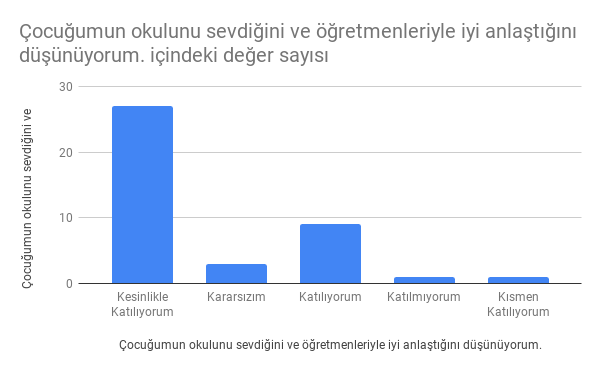 Çocuğumun okulunu sevdiğini ve öğretmenleriyle iyi anlaştığını
düşünüyorum. içindeki değer sayısı
Çocuğumun okulunu sevdiğini ve
30
20
10
0
Kesinlikle
Katılıyorum
Kararsızım
Katılıyorum
Katılmıyorum
Kısmen
Katılıyorum
Çocuğumun okulunu sevdiğini ve öğretmenleriyle iyi anlaştığını düşünüyorum.